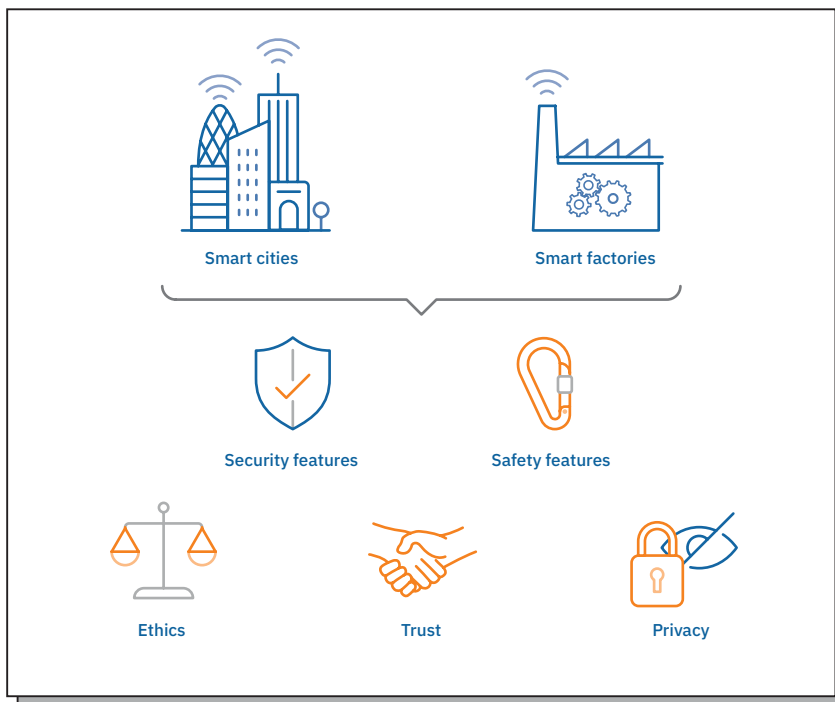 Smart cities
Smart factories
Security features
Safety features
Ethics
Trust
Privacy